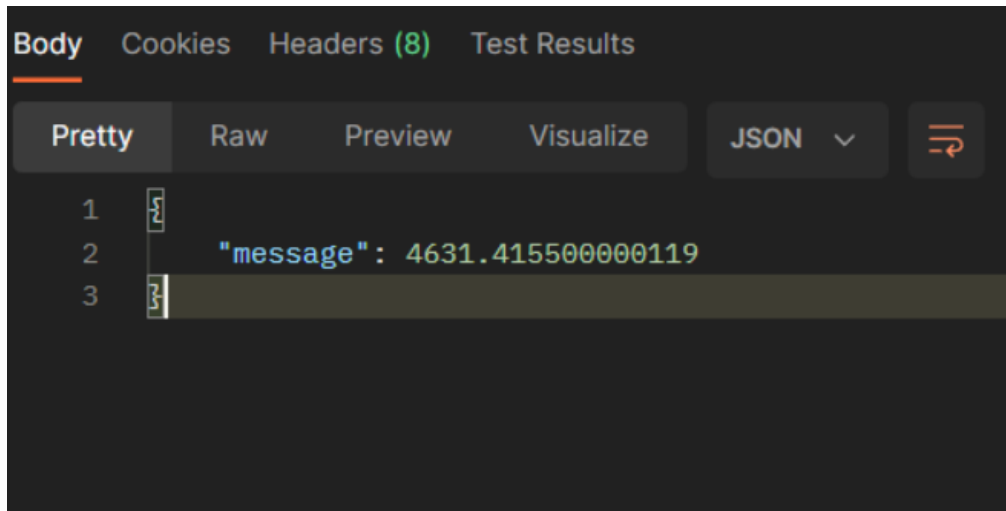 Body Cookies Headers (8) Test Results
Pretty Raw Preview Visualize JSON
1 {
2 "message": 4631.415500000119
3 }